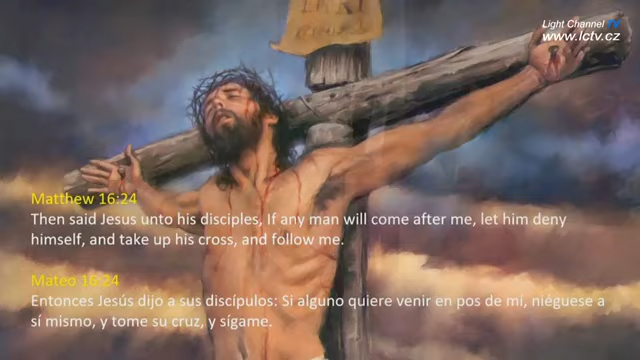 Light Channel TV
www.lctv.cz
Matthew 16:24
Then said Jesus unto his disciples, If any man will come after me, let him deny
himself, and take up his cross, and follow me.
Mateo 16:24
Entonces Jesús dijo a sus discípulos: Si alguno quiere venir en pos de mí, niéguese a
sí mismo, y tome su cruz, y sígame.